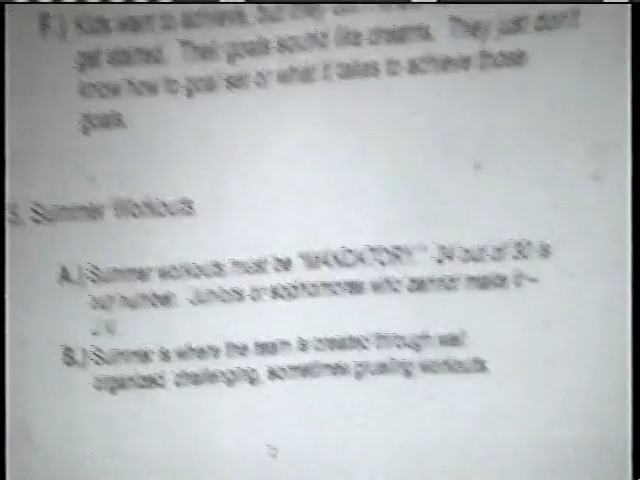 F.) Kids want to achieve, but they
get started. Their goals sound like dreams. They just don't
know how to goal set or what it takes to achieve those
goals.
Summer Workouts
A.) Summer workouts must be "MANDATORY". 24 out of 30 is
our number. Juniors or sophomores who cannot make it--
J.V.
B.) Summer is where the team is created through well
organized, challenging, sometimes grueling workouts.